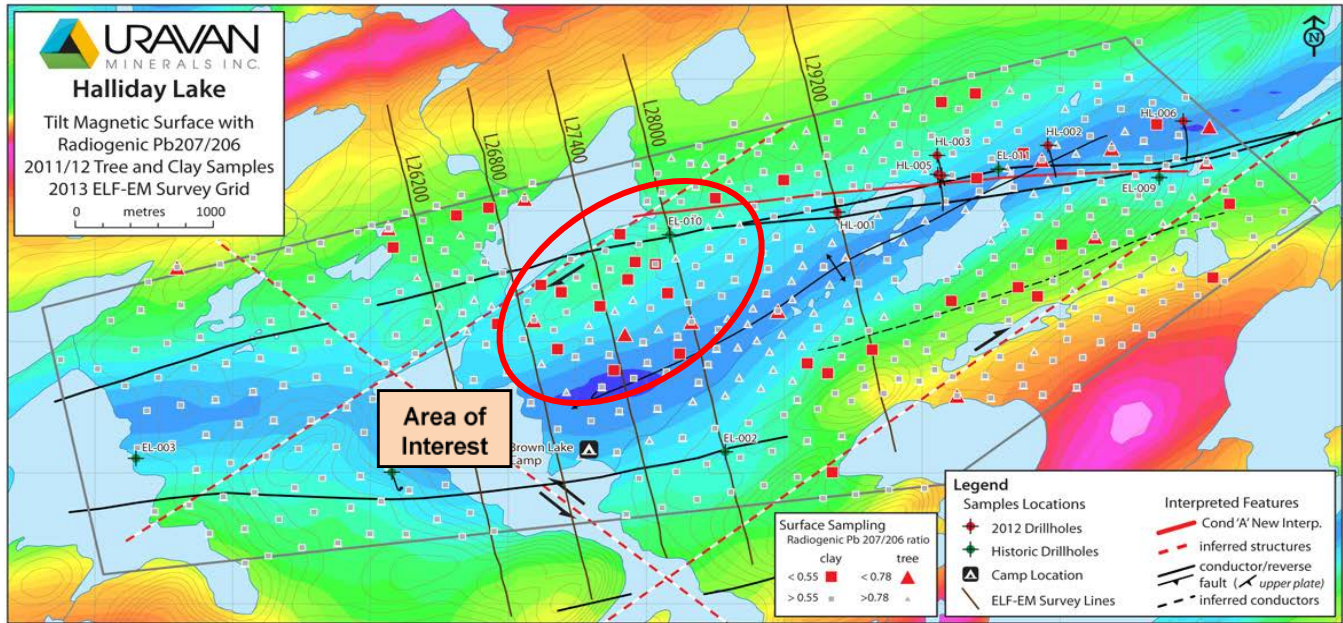 URAVAN
MINERALS INC.
Halliday Lake
Tilt Magnetic Surface with
Radiogenic Pb207/206
2011/12 Tree and Clay Samples
2013 ELF-EM Survey Grid
0 metres 1000
N
L26200
L26800
L27400
L28000
L29200
HL-006
HL-002
HL-003
EL-011
HL-005
EL-009
HL-001
EL-010
Area of
Interest
EL-003
EL-002
Brown Lake
Camp
Surface Sampling
Radiogenic Pb 207/206 ratio
clay tree
< 0.55 < 0.78
> 0.55 >0.78
Legend
Samples Locations
2012 Drillholes
Historic Drillholes
Camp Location
ELF-EM Survey Lines
Interpreted Features
Cond 'A' New Interp.
inferred structures
conductor/reverse
fault ( upper plate)
inferred conductors